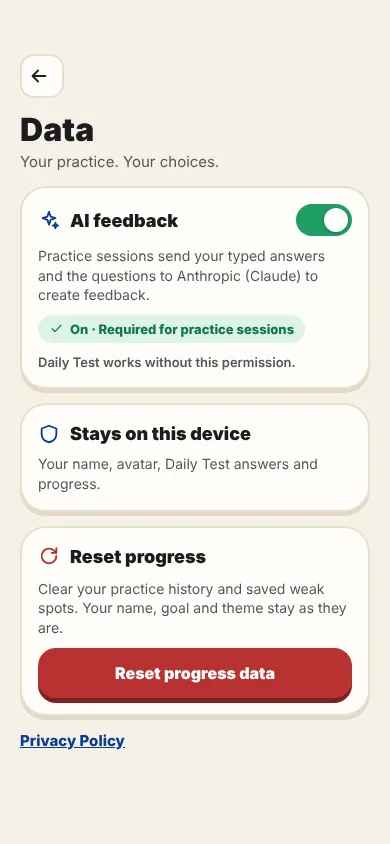 Data
Your practice. Your choices.
AI feedback
Practice sessions send your typed answers
and the questions to Anthropic (Claude) to
create feedback.
On · Required for practice sessions
Daily Test works without this permission.
Stays on this device
Your name, avatar, Daily Test answers and
progress.
Reset progress
Clear your practice history and saved weak
spots. Your name, goal and theme stay as they
are.
Reset progress data
Privacy Policy